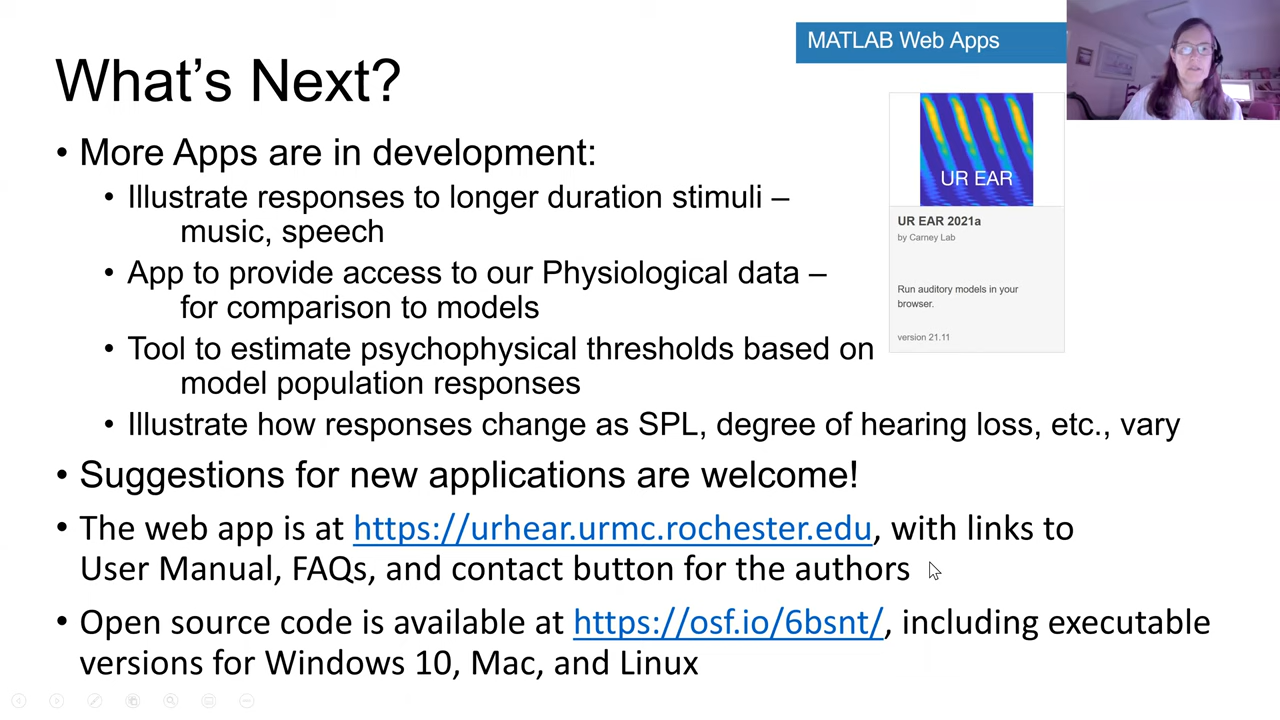 MATLAB Web Apps
What's Next?
• More Apps are in development:
• Illustrate responses to longer duration stimuli –
music, speech
• App to provide access to our Physiological data –
for comparison to models
• Tool to estimate psychophysical thresholds based on
model population responses
• Illustrate how responses change as SPL, degree of hearing loss, etc., vary
• Suggestions for new applications are welcome!
• The web app is at https://urhear.urmc.rochester.edu, with links to
User Manual, FAQs, and contact button for the authors
• Open source code is available at https://osf.io/6bsnt/, including executable
versions for Windows 10, Mac, and Linux
UR EAR
UR EAR 2021a
by Carney Lab
Run auditory models in your
browser.
version 21.11